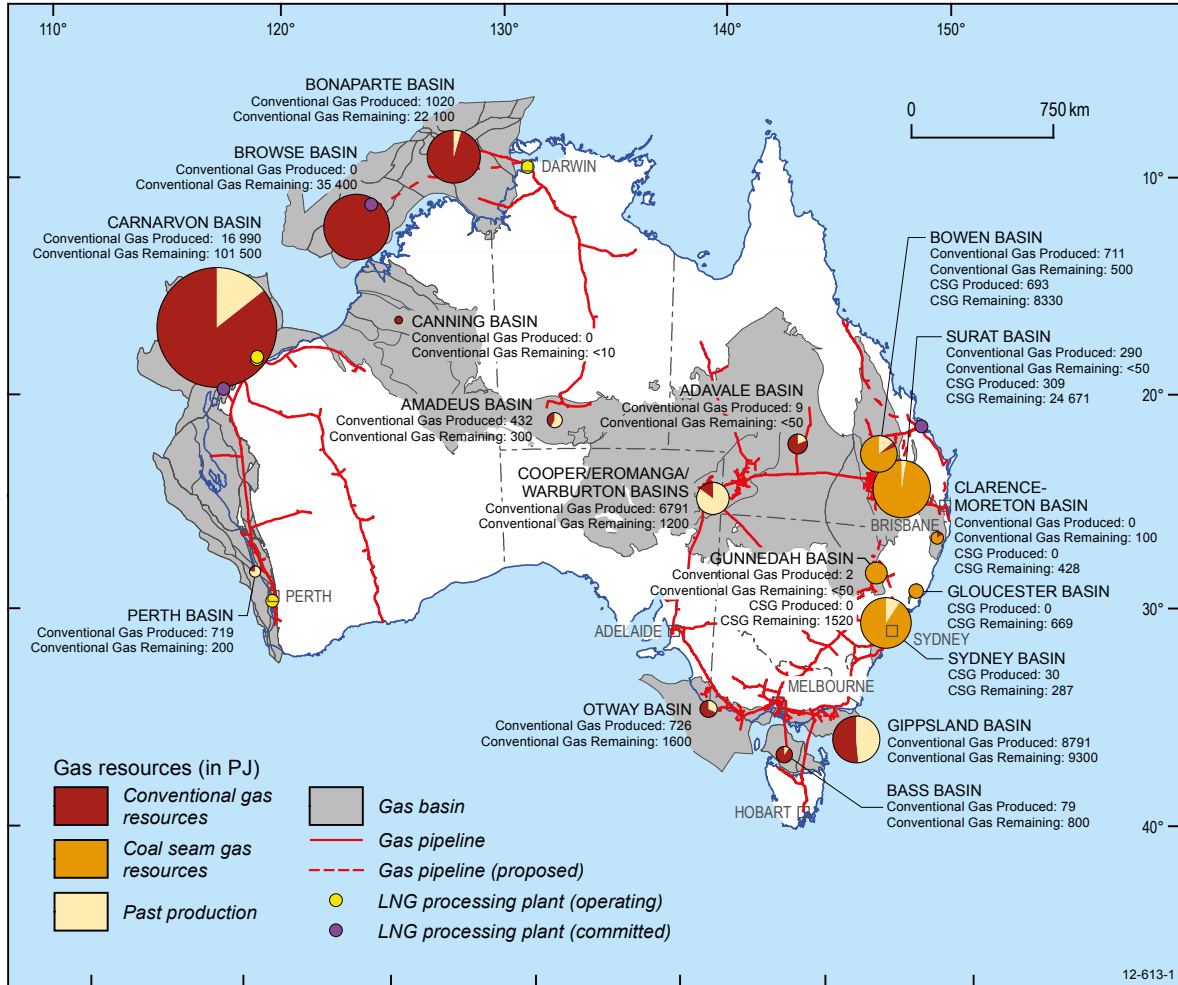 110°
120°
130°
140°
150°
BONAPARTE BASIN
Conventional Gas Produced: 1020
Conventional Gas Remaining: 22 100
0
750 km
BROWSE BASIN
Conventional Gas Produced: 0
Conventional Gas Remaining: 35 400
DARWIN
10°
10°
CARNARVON BASIN
Conventional Gas Produced: 16 990
Conventional Gas Remaining: 101 500
BOWEN BASIN
Conventional Gas Produced: 711
Conventional Gas Remaining: 500
CSG Produced: 693
CSG Remaining: 8330
CANNING BASIN
Conventional Gas Produced: 0
Conventional Gas Remaining: <10
SURAT BASIN
Conventional Gas Produced: 290
Conventional Gas Remaining: <50
CSG Produced: 309
CSG Remaining: 24 671
20°
20°
ADAVALE BASIN
Conventional Gas Produced: 9
Conventional Gas Remaining: <50
AMADEUS BASIN
Conventional Gas Produced: 432
Conventional Gas Remaining: 300
COOPER/EROMANGA/
WARBURTON BASINS
Conventional Gas Produced: 6791
Conventional Gas Remaining: 1200
CLARENCE-
MORETON BASIN
Conventional Gas Produced: 0
Conventional Gas Remaining: 100
CSG Produced: 0
CSG Remaining: 428
BRISBANE
GUNNEDAH BASIN
Conventional Gas Produced: 2
Conventional Gas Remaining: <50
CSG Produced: 0
CSG Remaining: 1520
GLOUCESTER BASIN
CSG Produced: 0
CSG Remaining: 669
PERTH
PERTH BASIN
Conventional Gas Produced: 719
Conventional Gas Remaining: 200
30°
30°
ADELAIDE
SYDNEY
SYDNEY BASIN
CSG Produced: 30
CSG Remaining: 287
MELBOURNE
OTWAY BASIN
Conventional Gas Produced: 726
Conventional Gas Remaining: 1600
GIPPSLAND BASIN
Conventional Gas Produced: 8791
Conventional Gas Remaining: 9300
BASS BASIN
Conventional Gas Produced: 79
Conventional Gas Remaining: 800
HOBART
40°
Gas resources (in PJ)
Conventional gas
resources
Coal seam gas
resources
Past production
Gas basin
Gas pipeline
Gas pipeline (proposed)
LNG processing plant (operating)
LNG processing plant (committed)
12-613-1